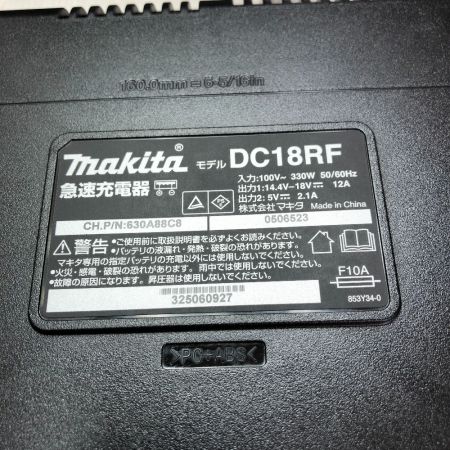 160.0mm=6-5/16in
makita モデル DC18RF
急速充電器
入力:100V~ 330W 50/60Hz
出力1:14.4V⎓18V⎓ 12A
出力2: 5V⎓ 2.1A
株式会社マキタ Made in China
CH.P/N:630A88C8
0506523
警告 •ご使用前に取扱説明書を必ずよくお読みください。
•バッテリの液漏れ・発熱・破裂の恐れがあります。
マキタ専用の指定バッテリの充電以外には使用しないでください。
•火災・感電・破裂の恐れあり。雨中では使用しないでください。
•故障の原因になります。昇圧器は使用しないでください。
F10A
325060927
853Y34-0
>PC+ABS<